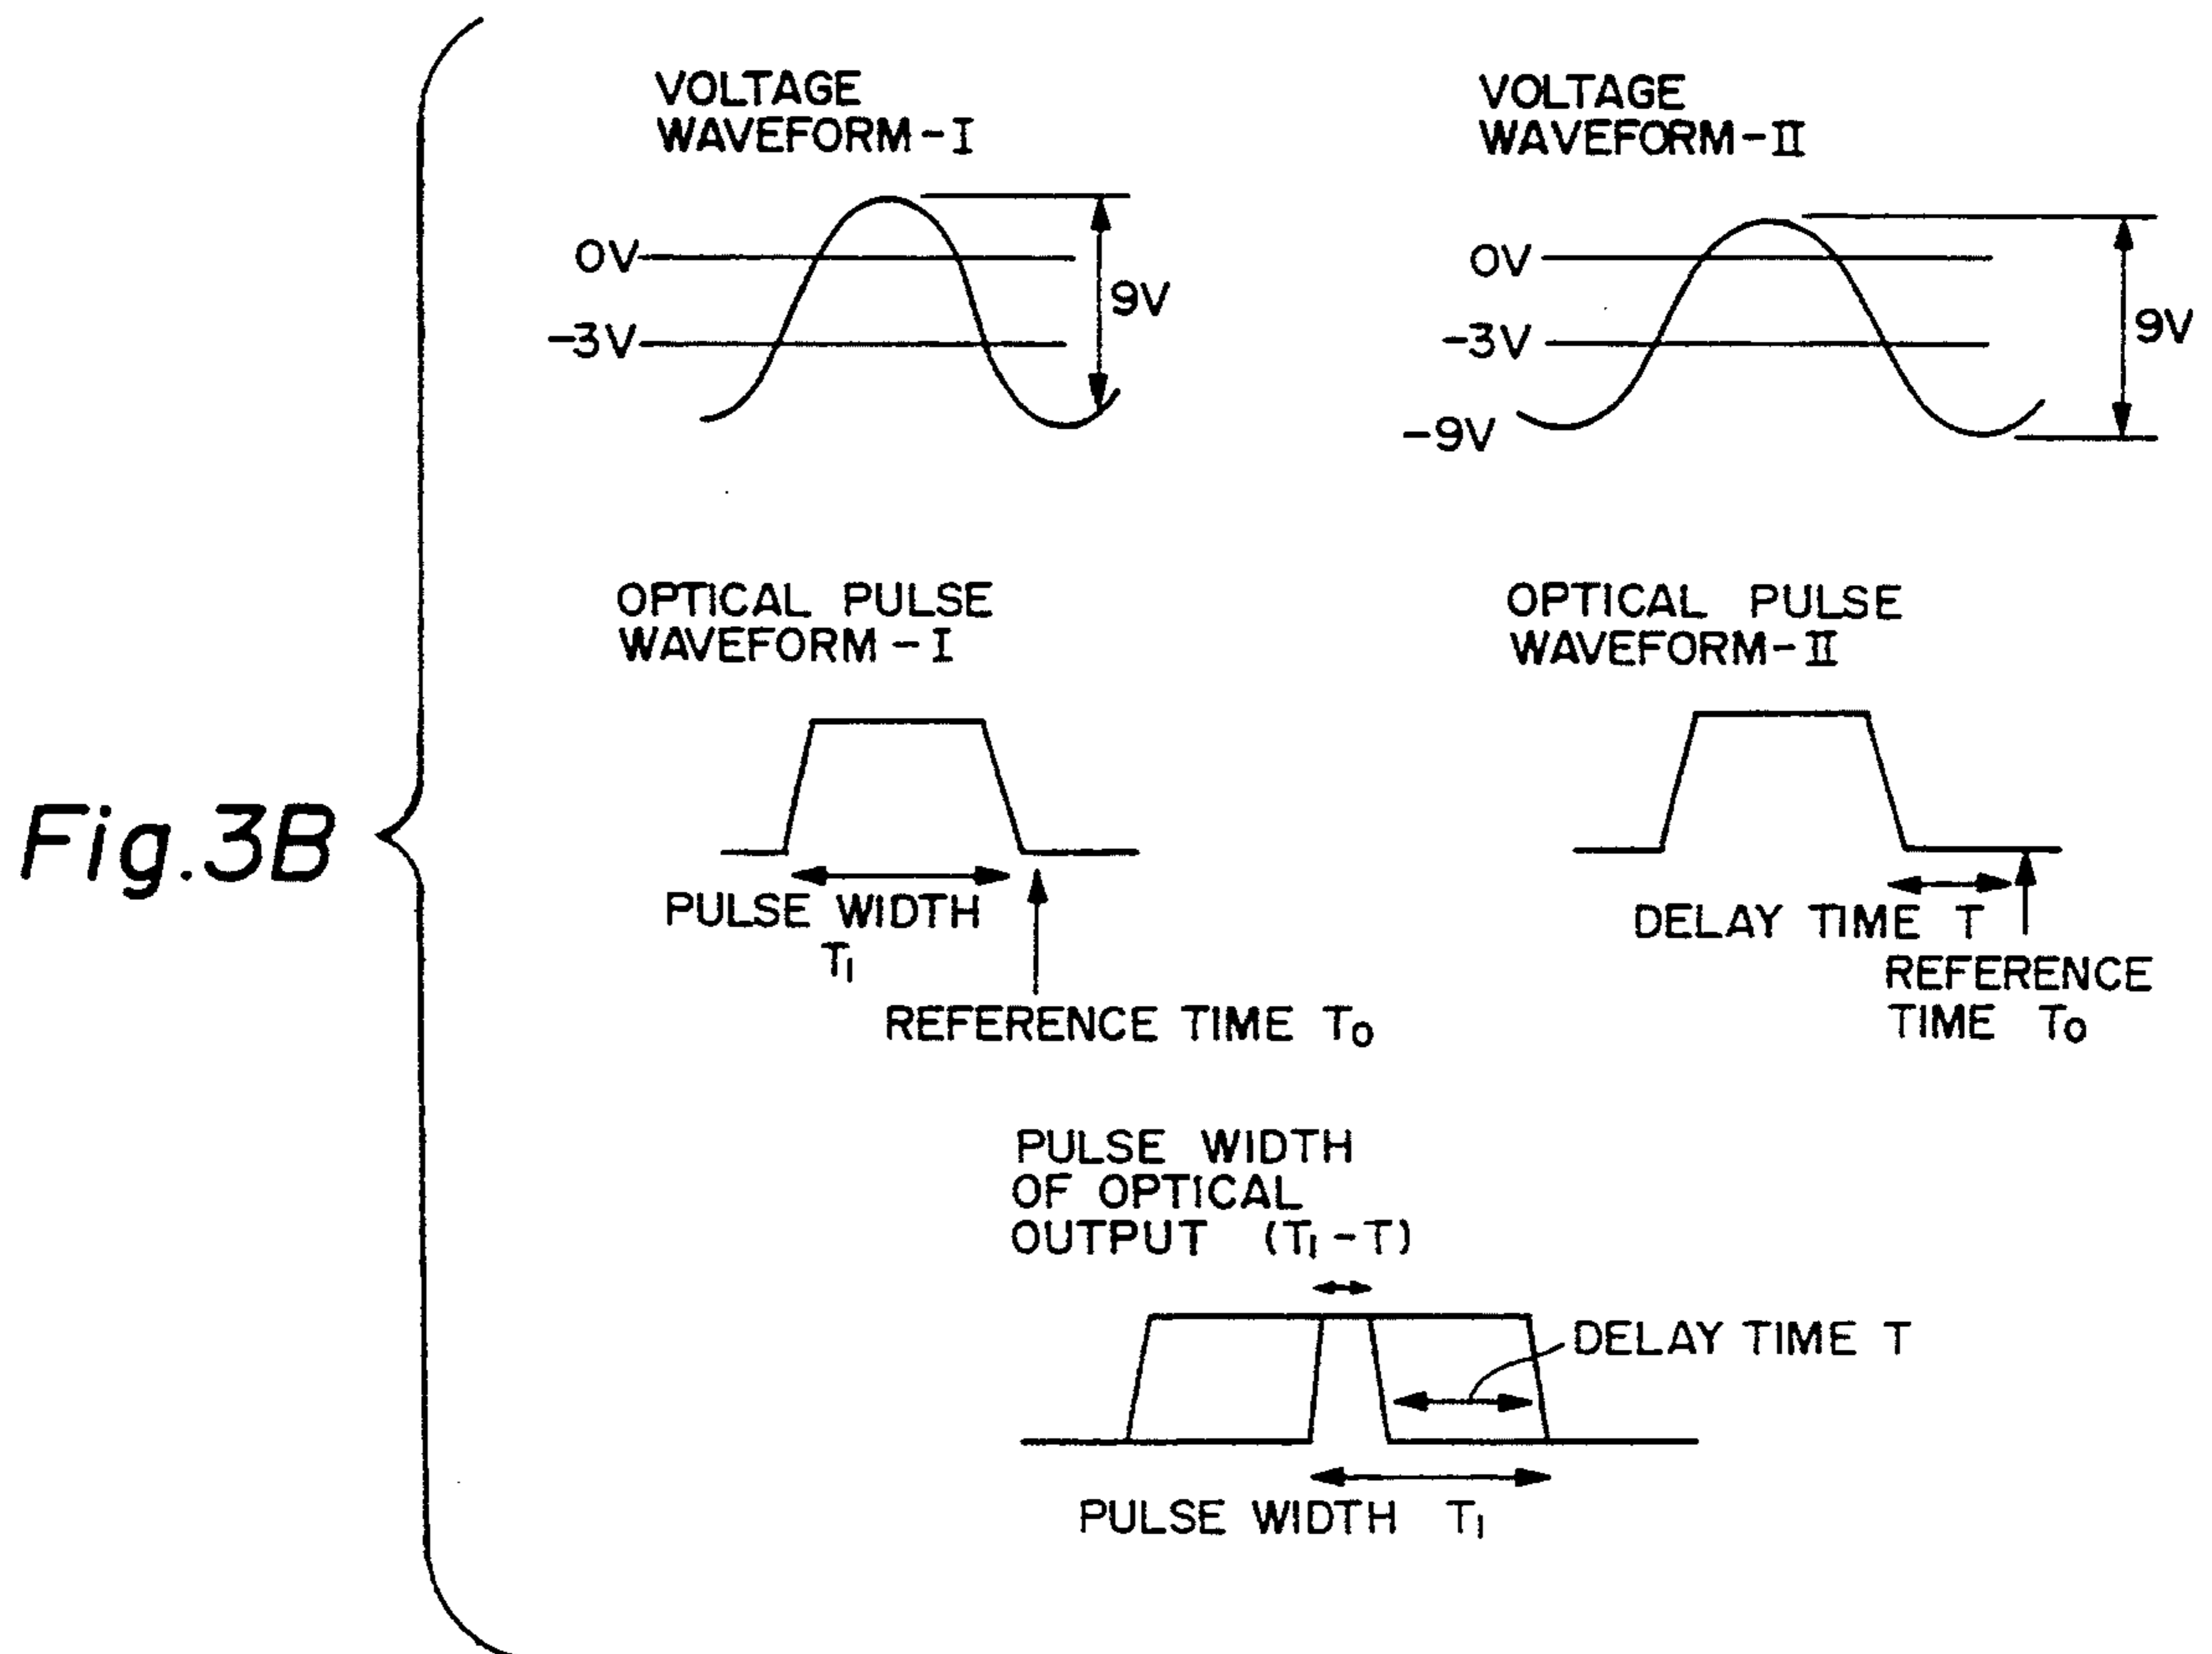 Fig.3B
VOLTAGE
WAVEFORM-I
0V
-3V
9V
VOLTAGE
WAVEFORM-II
0V
-3V
-9V
9V
OPTICAL PULSE
WAVEFORM-I
PULSE WIDTH
T1
REFERENCE TIME T0
OPTICAL PULSE
WAVEFORM-II
DELAY TIME T
REFERENCE
TIME T0
PULSE WIDTH
OF OPTICAL
OUTPUT (T1-T)
DELAY TIME T
PULSE WIDTH T1